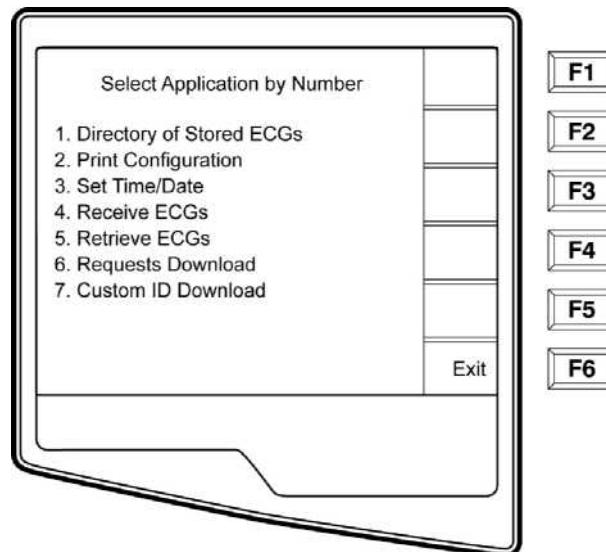 Select Application by Number
1. Directory of Stored ECGs
2. Print Configuration
3. Set Time/Date
4. Receive ECGs
5. Retrieve ECGs
6. Requests Download
7. Custom ID Download
Exit
F1
F2
F3
F4
F5
F6